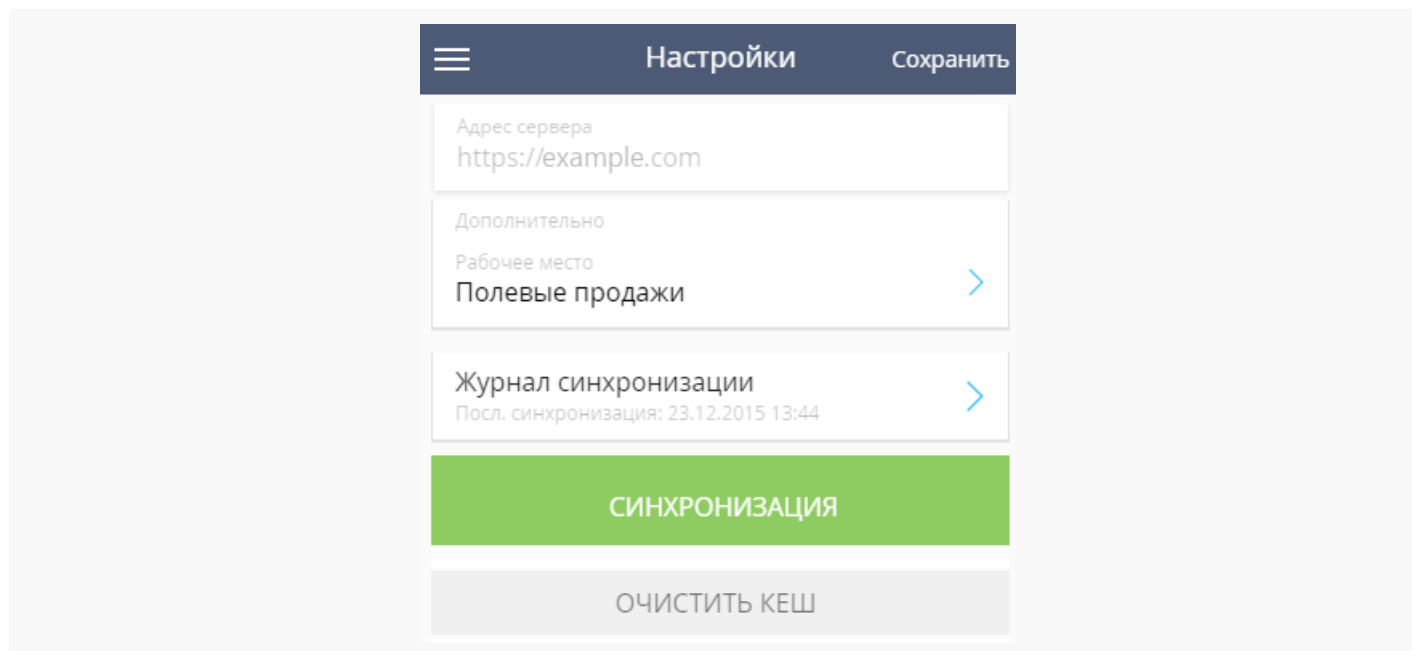 Настройки
Сохранить
Адрес сервера
https://example.com
Дополнительно
Рабочее место
Полевые продажи
Журнал синхронизации
Посл. синхронизация: 23.12.2015 13:44
СИНХРОНИЗАЦИЯ
ОЧИСТИТЬ КЕШ